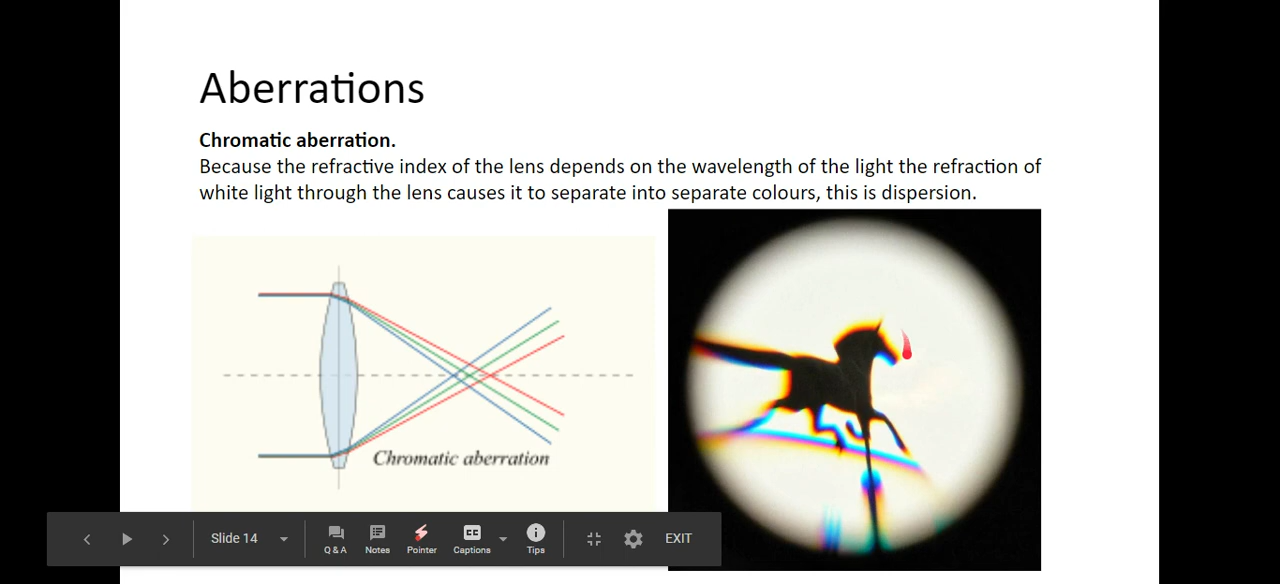 Aberrations
Chromatic aberration.
Because the refractive index of the lens depends on the wavelength of the light the refraction of
white light through the lens causes it to separate into separate colours, this is dispersion.
Chromatic aberration
Slide 14
Q & A
Notes
Pointer
CC
Captions
Tips
EXIT